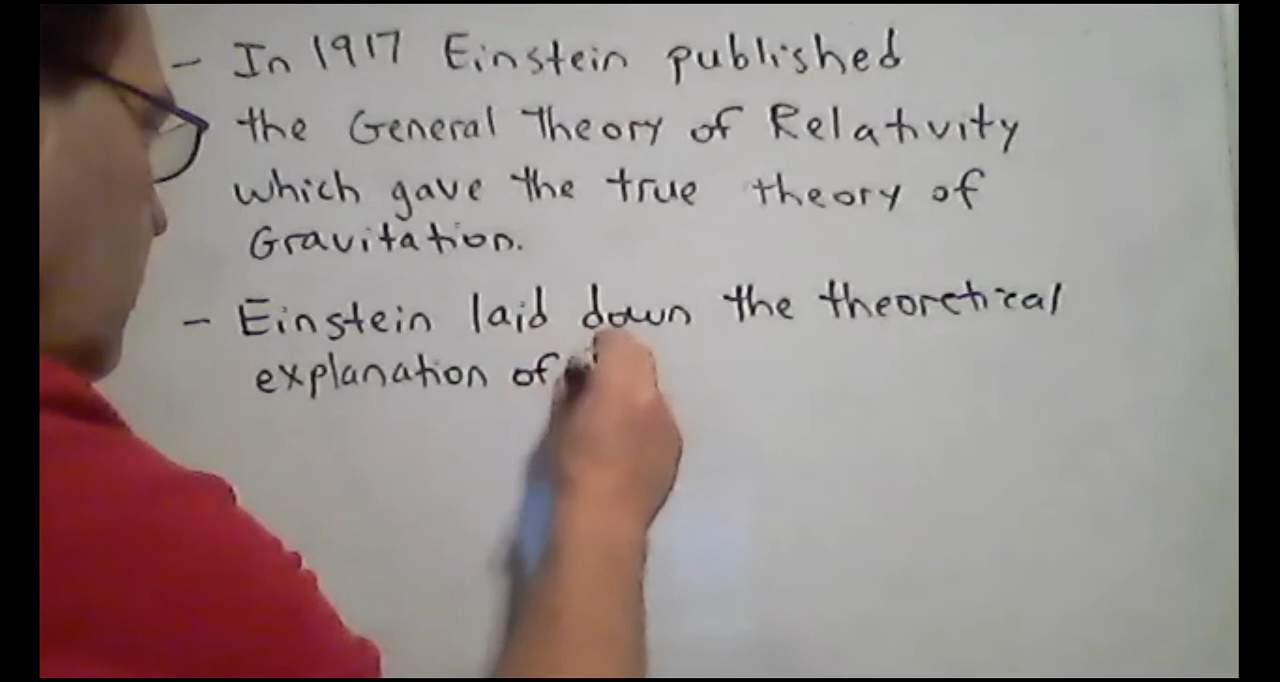 - In 1917 Einstein published
the General Theory of Relativity
which gave the true theory of
Gravitation.
- Einstein laid down the theoretical
explanation of